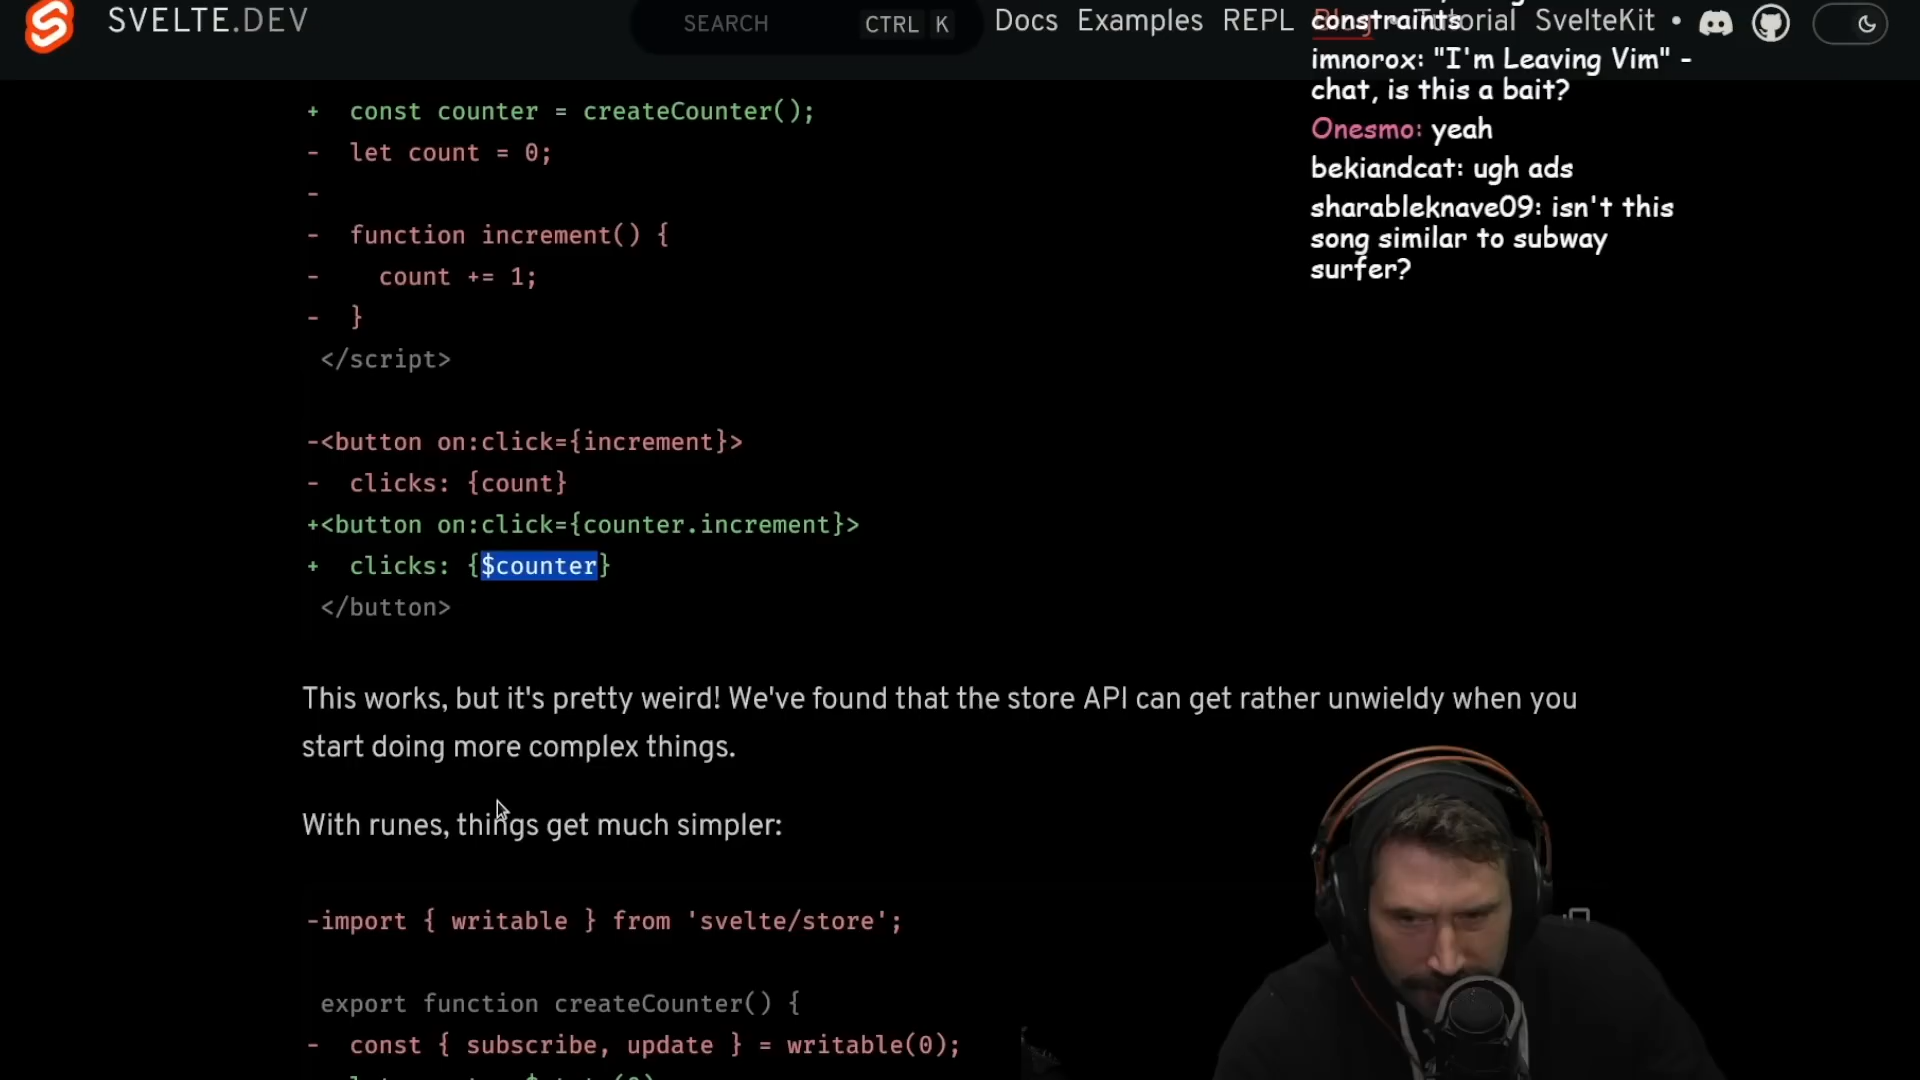 SVELTE.DEV
SEARCH
CTRL K
Docs Examples REPL Blog • Tutorial SvelteKit •
+ const counter = createCounter();
- let count = 0;
-
- function increment() {
- count += 1;
- }
</script>
-<button on:click={increment}>
- clicks: {count}
+<button on:click={counter.increment}>
+ clicks: {$counter}
</button>
This works, but it's pretty weird! We've found that the store API can get rather unwieldy when you
start doing more complex things.
With runes, things get much simpler:
-import { writable } from 'svelte/store';
export function createCounter() {
- const { subscribe, update } = writable(0);
constraints
imnorox: "I'm Leaving Vim" -
chat, is this a bait?
Onesmo: yeah
bekiandcat: ugh ads
sharableknave09: isn't this
song similar to subway
surfer?